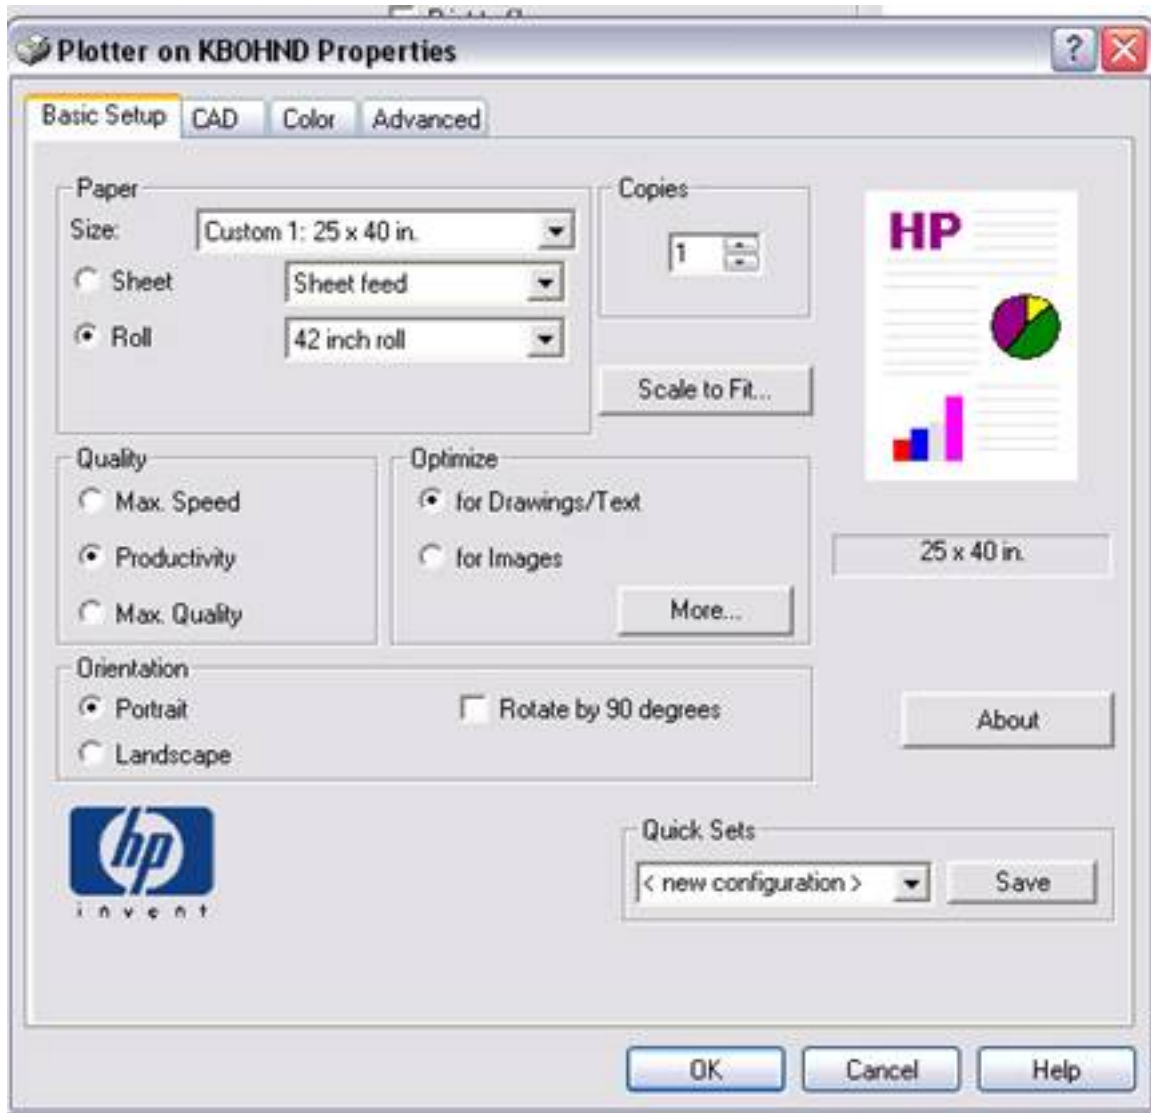 Plotter on KBOHND Properties
Basic Setup CAD Color Advanced
Paper
Size: Custom 1: 25 x 40 in.
Sheet Sheet feed
Roll 42 inch roll
Copies
1
Scale to Fit...
HP
25 x 40 in.
Quality
Max. Speed
Productivity
Max. Quality
Optimize
for Drawings/Text
for Images
More...
Orientation
Portrait
Landscape
Rotate by 90 degrees
About
hp
invent
Quick Sets
< new configuration > Save
OK Cancel Help